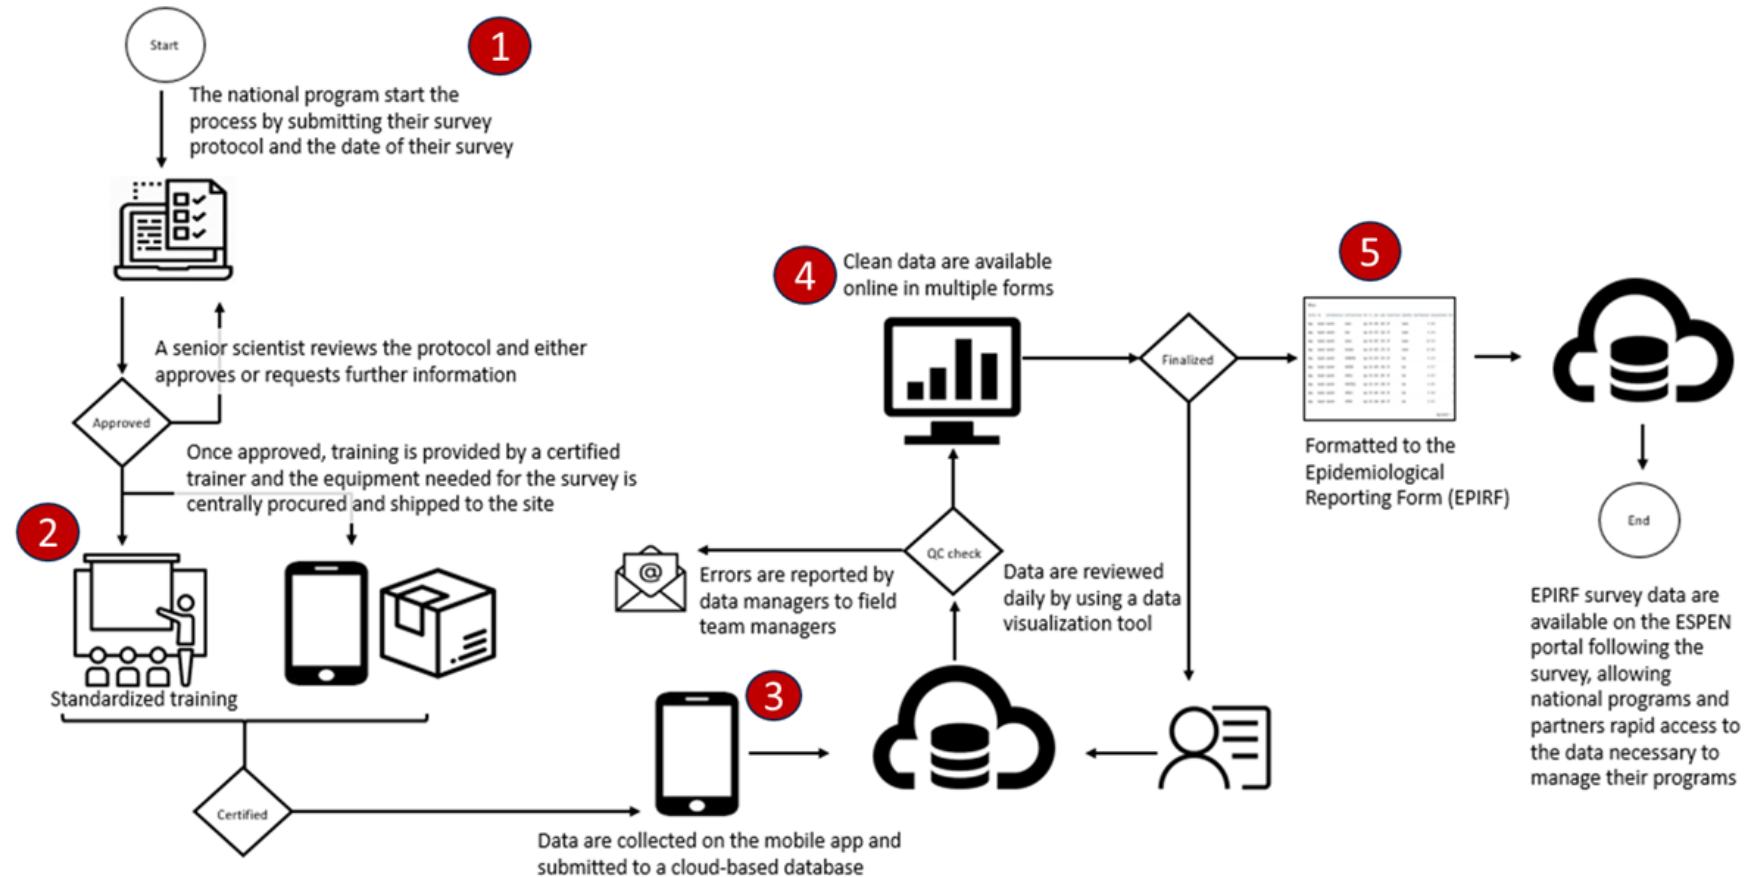 Start
1
The national program start the
process by submitting their survey
protocol and the date of their survey
A senior scientist reviews the protocol and either
approves or requests further information
Approved
Once approved, training is provided by a certified
trainer and the equipment needed for the survey is
centrally procured and shipped to the site
2
Standardized training
Certified
3
Data are collected on the mobile app and
submitted to a cloud-based database
QC check
Errors are reported by
data managers to field
team managers
Data are reviewed
daily by using a data
visualization tool
@
4
Clean data are available
online in multiple forms
Finalized
5
Formatted to the
Epidemiological
Reporting Form (EPIRF)
End
EPIRF survey data are
available on the ESPEN
portal following the
survey, allowing
national programs and
partners rapid access to
the data necessary to
manage their programs